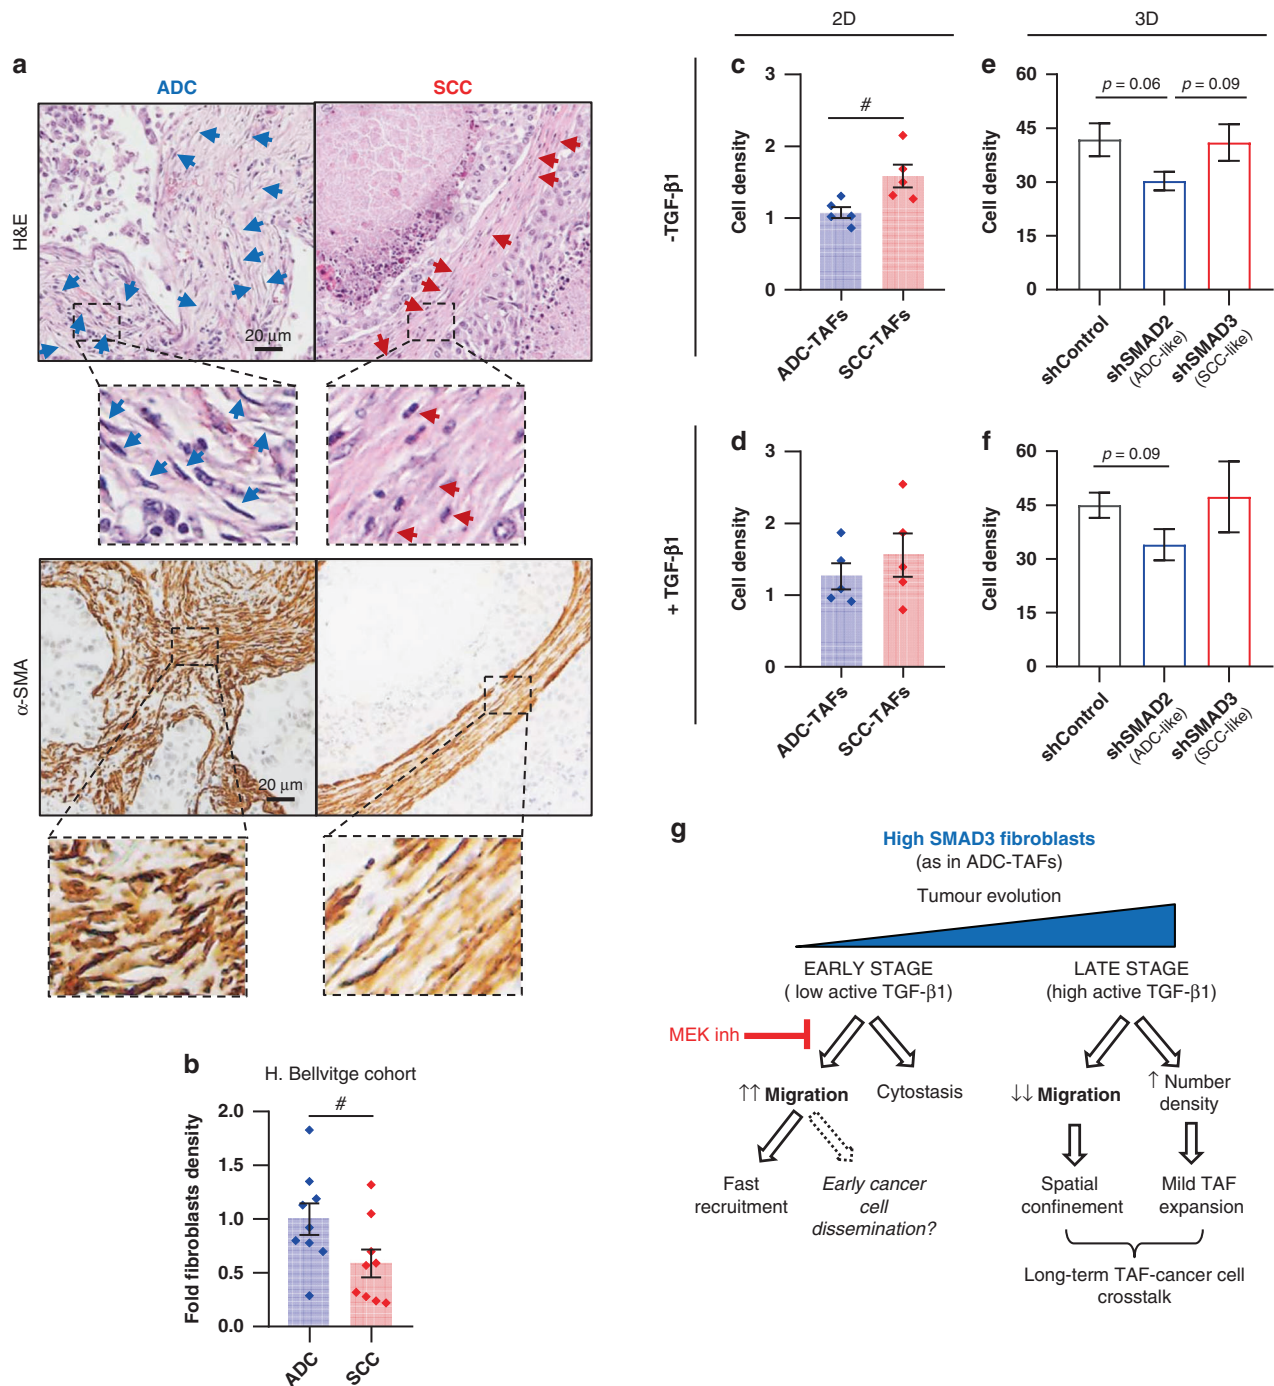 a
ADC
SCC
H&E
20 μm
α-SMA
20 μm
b
H. Bellvitge cohort
#
Fold fibroblasts density
2.0
1.5
1.0
0.5
0.0
ADC
SCC
2D
3D
-TGF-β1
+ TGF-β1
c
#
Cell density
3
2
1
0
ADC-TAFs
SCC-TAFs
e
p = 0.06
p = 0.09
Cell density
60
45
30
15
0
shControl
shSMAD2
(ADC-like)
shSMAD3
(SCC-like)
d
Cell density
3
2
1
0
ADC-TAFs
SCC-TAFs
f
p = 0.09
Cell density
60
45
30
15
0
shControl
shSMAD2
(ADC-like)
shSMAD3
(SCC-like)
g
High SMAD3 fibroblasts
(as in ADC-TAFs)
Tumour evolution
EARLY STAGE
( low active TGF-β1)
LATE STAGE
(high active TGF-β1)
MEK inh
↑↑ Migration
Cytostasis
↓↓ Migration
↑ Number
density
Fast
recruitment
Early cancer
cell
dissemination?
Spatial
confinement
Mild TAF
expansion
Long-term TAF-cancer cell
crosstalk